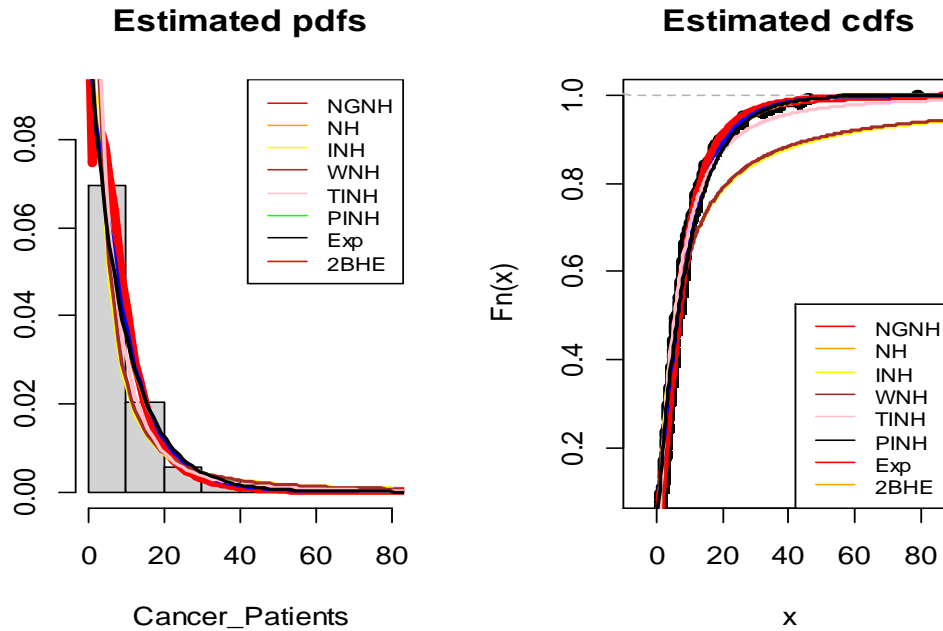 Estimated pdfs
0.00 0.02 0.04 0.06 0.08
NGNH
NH
INH
WNH
TINH
PINH
Exp
2BHE
0 20 40 60 80
Cancer_Patients
Estimated cdfs
Fn(x)
0.2 0.4 0.6 0.8 1.0
NGNH
NH
INH
WNH
TINH
PINH
Exp
2BHE
0 20 40 60 80
x